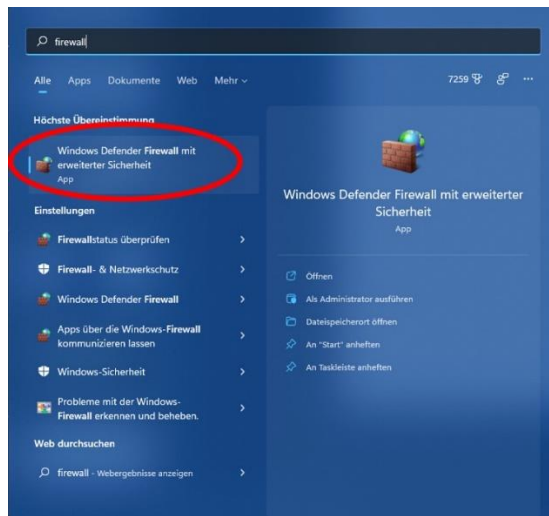 firewall
Alle Apps Dokumente Web Mehr
7259
Höchste Übereinstimmung
Windows Defender Firewall mit
erweiterter Sicherheit
App
Einstellungen
Firewallstatus überprüfen
Firewall- & Netzwerkschutz
Windows Defender Firewall
Apps über die Windows-Firewall
kommunizieren lassen
Windows-Sicherheit
Probleme mit der Windows-
Firewall erkennen und beheben.
Web durchsuchen
firewall - Webergebnisse anzeigen
Windows Defender Firewall mit erweiterter
Sicherheit
App
Öffnen
Als Administrator ausführen
Dateispeicherort öffnen
An "Start" anheften
An Taskleiste anheften